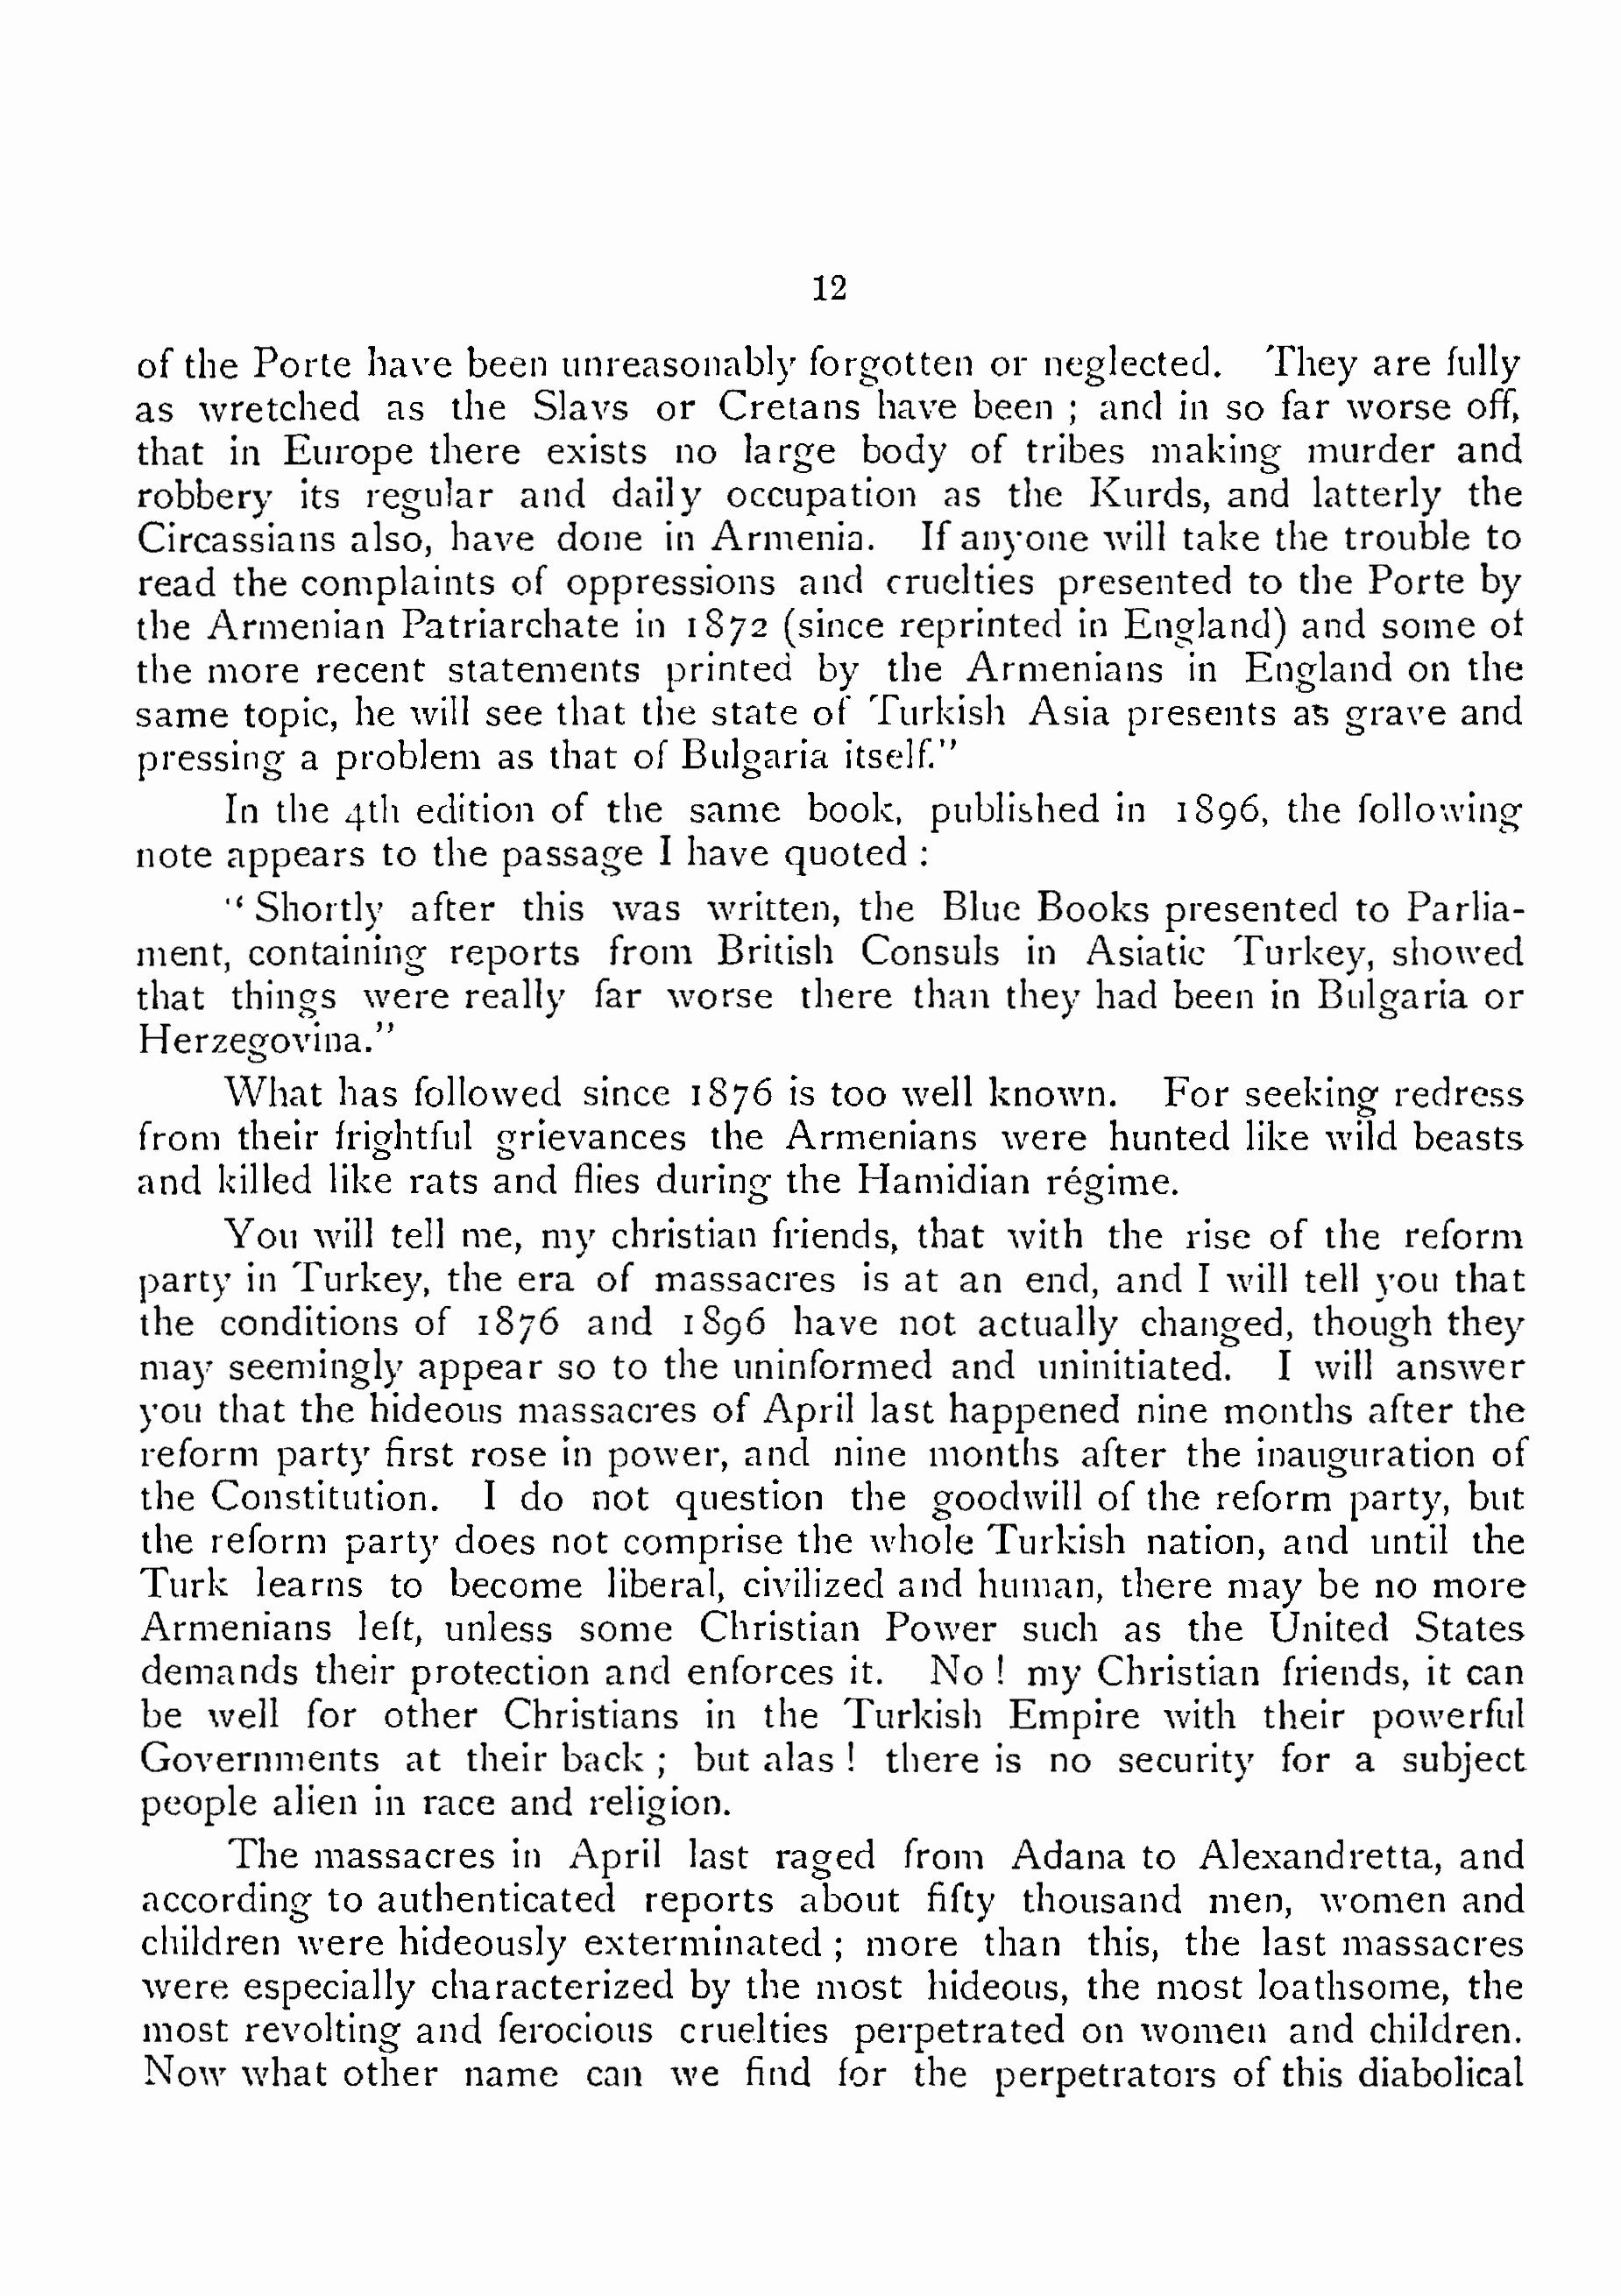 12
of the Porte have been unreasonably forgotten or neglected. They are fully
as wretched as the Slavs or Cretans have been ; and in so far worse off,
that in Europe there exists no large body of tribes making murder and
robbery its regular and daily occupation as the Kurds, and latterly the
Circassians also, have done in Armenia. If anyone will take the trouble to
read the complaints of oppressions and cruelties presented to the Porte by
the Armenian Patriarchate in 1872 (since reprinted in England) and some of
the more recent statements printed by the Armenians in England on the
same topic, he will see that the state of Turkish Asia presents as grave and
pressing a problem as that of Bulgaria itself."
In the 4th edition of the same book, published in 1896, the following
note appears to the passage I have quoted :
" Shortly after this was written, the Blue Books presented to Parlia-
ment, containing reports from British Consuls in Asiatic Turkey, showed
that things were really far worse there than they had been in Bulgaria or
Herzegovina."
What has followed since 1876 is too well known. For seeking redress
from their frightful grievances the Armenians were hunted like wild beasts
and killed like rats and flies during the Hamidian régime.
You will tell me, my christian friends, that with the rise of the reform
party in Turkey, the era of massacres is at an end, and I will tell you that
the conditions of 1876 and 1896 have not actually changed, though they
may seemingly appear so to the uninformed and uninitiated. I will answer
you that the hideous massacres of April last happened nine months after the
reform party first rose in power, and nine months after the inauguration of
the Constitution. I do not question the goodwill of the reform party, but
the reform party does not comprise the whole Turkish nation, and until the
Turk learns to become liberal, civilized and human, there may be no more
Armenians left, unless some Christian Power such as the United States
demands their protection and enforces it. No ! my Christian friends, it can
be well for other Christians in the Turkish Empire with their powerful
Governments at their back ; but alas ! there is no security for a subject
people alien in race and religion.
The massacres in April last raged from Adana to Alexandretta, and
according to authenticated reports about fifty thousand men, women and
children were hideously exterminated ; more than this, the last massacres
were especially characterized by the most hideous, the most loathsome, the
most revolting and ferocious cruelties perpetrated on women and children.
Now what other name can we find for the perpetrators of this diabolical